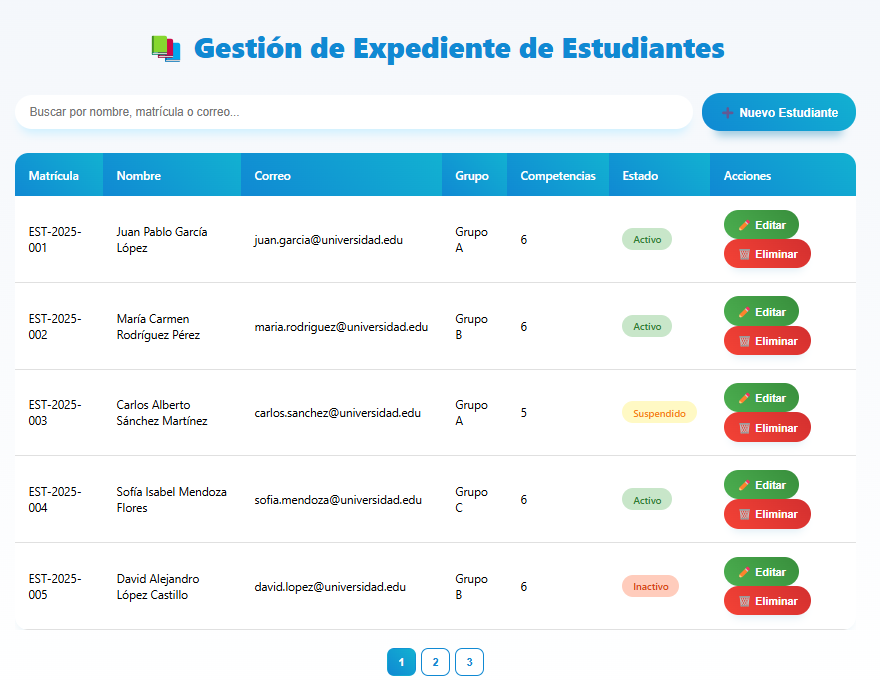 Gestión de Expediente de Estudiantes
Buscar por nombre, matrícula o correo...
Nuevo Estudiante
Matrícula Nombre Correo Grupo Competencias Estado Acciones
EST-2025-
001
Juan Pablo García
López
juan.garcia@universidad.edu
Grupo
A
6
Activo
Editar
Eliminar
EST-2025-
002
María Carmen
Rodríguez Pérez
maria.rodriguez@universidad.edu
Grupo
B
6
Activo
Editar
Eliminar
EST-2025-
003
Carlos Alberto
Sánchez Martínez
carlos.sanchez@universidad.edu
Grupo
A
5
Suspendido
Editar
Eliminar
EST-2025-
004
Sofía Isabel Mendoza
Flores
sofia.mendoza@universidad.edu
Grupo
C
6
Activo
Editar
Eliminar
EST-2025-
005
David Alejandro
López Castillo
david.lopez@universidad.edu
Grupo
B
6
Inactivo
Editar
Eliminar
1 2 3